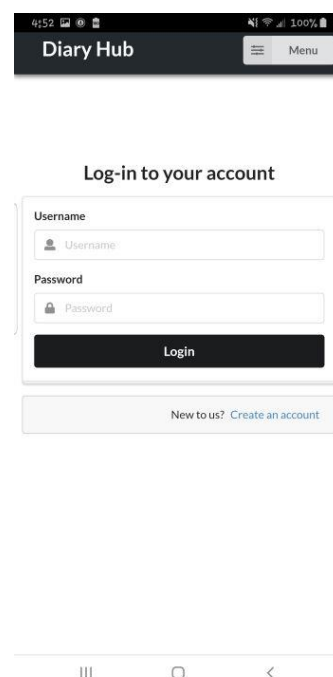 4:52 100%
Diary Hub Menu
Log-in to your account
Username
Username
Password
Password
Login
New to us? Create an account